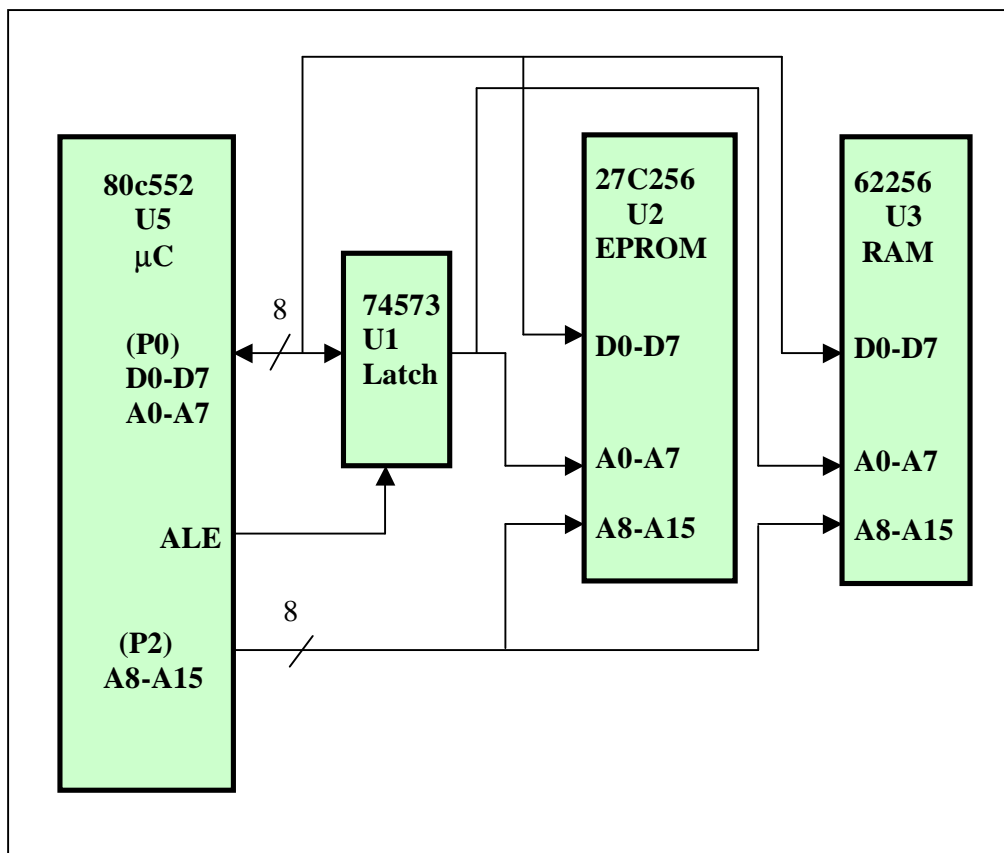 80c552
U5
μC
(P0)
D0-D7
A0-A7
ALE
(P2)
A8-A15
8
8
74573
U1
Latch
27C256
U2
EPROM
D0-D7
A0-A7
A8-A15
62256
U3
RAM
D0-D7
A0-A7
A8-A15